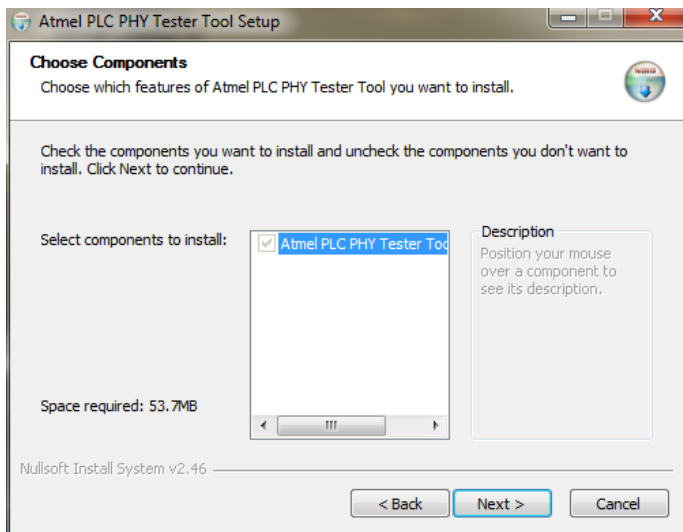 Atmel PLC PHY Tester Tool Setup
Choose Components
Choose which features of Atmel PLC PHY Tester Tool you want to install.
Check the components you want to install and uncheck the components you don't want to
install. Click Next to continue.
Select components to install:
Atmel PLC PHY Tester Too
Description
Position your mouse
over a component to
see its description.
Space required: 53.7MB
Nullsoft Install System v2.46
< Back
Next >
Cancel